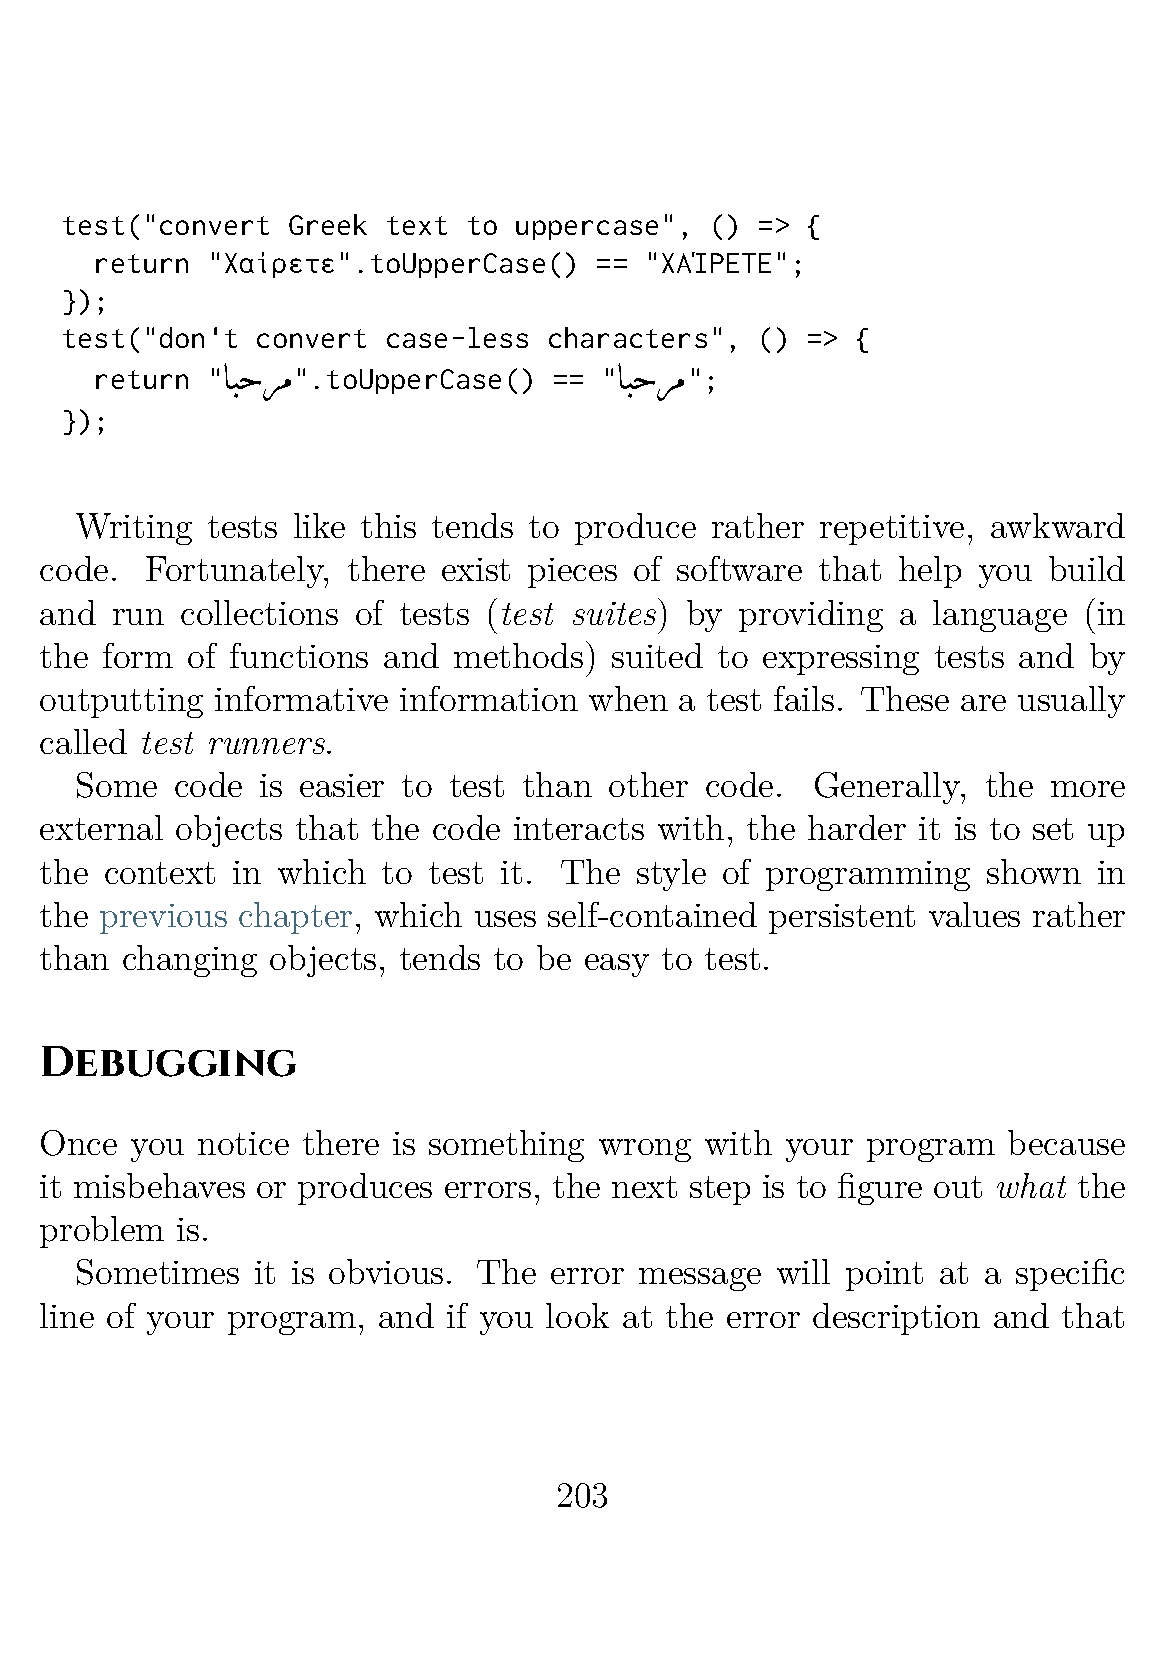 test("convert Greek text to uppercase", () => {
  return "Χαίρετε".toUpperCase() == "ΧΑΊΡΕΤΕ";
});
test("don't convert case-less characters", () => {
  return "مرحبا".toUpperCase() == "مرحبا";
});
Writing tests like this tends to produce rather repetitive, awkward
code. Fortunately, there exist pieces of software that help you build
and run collections of tests (test suites) by providing a language (in
the form of functions and methods) suited to expressing tests and by
outputting informative information when a test fails. These are usually
called test runners.
Some code is easier to test than other code. Generally, the more
external objects that the code interacts with, the harder it is to set up
the context in which to test it. The style of programming shown in
the previous chapter, which uses self-contained persistent values rather
than changing objects, tends to be easy to test.
Debugging
Once you notice there is something wrong with your program because
it misbehaves or produces errors, the next step is to figure out what the
problem is.
Sometimes it is obvious. The error message will point at a specific
line of your program, and if you look at the error description and that
203